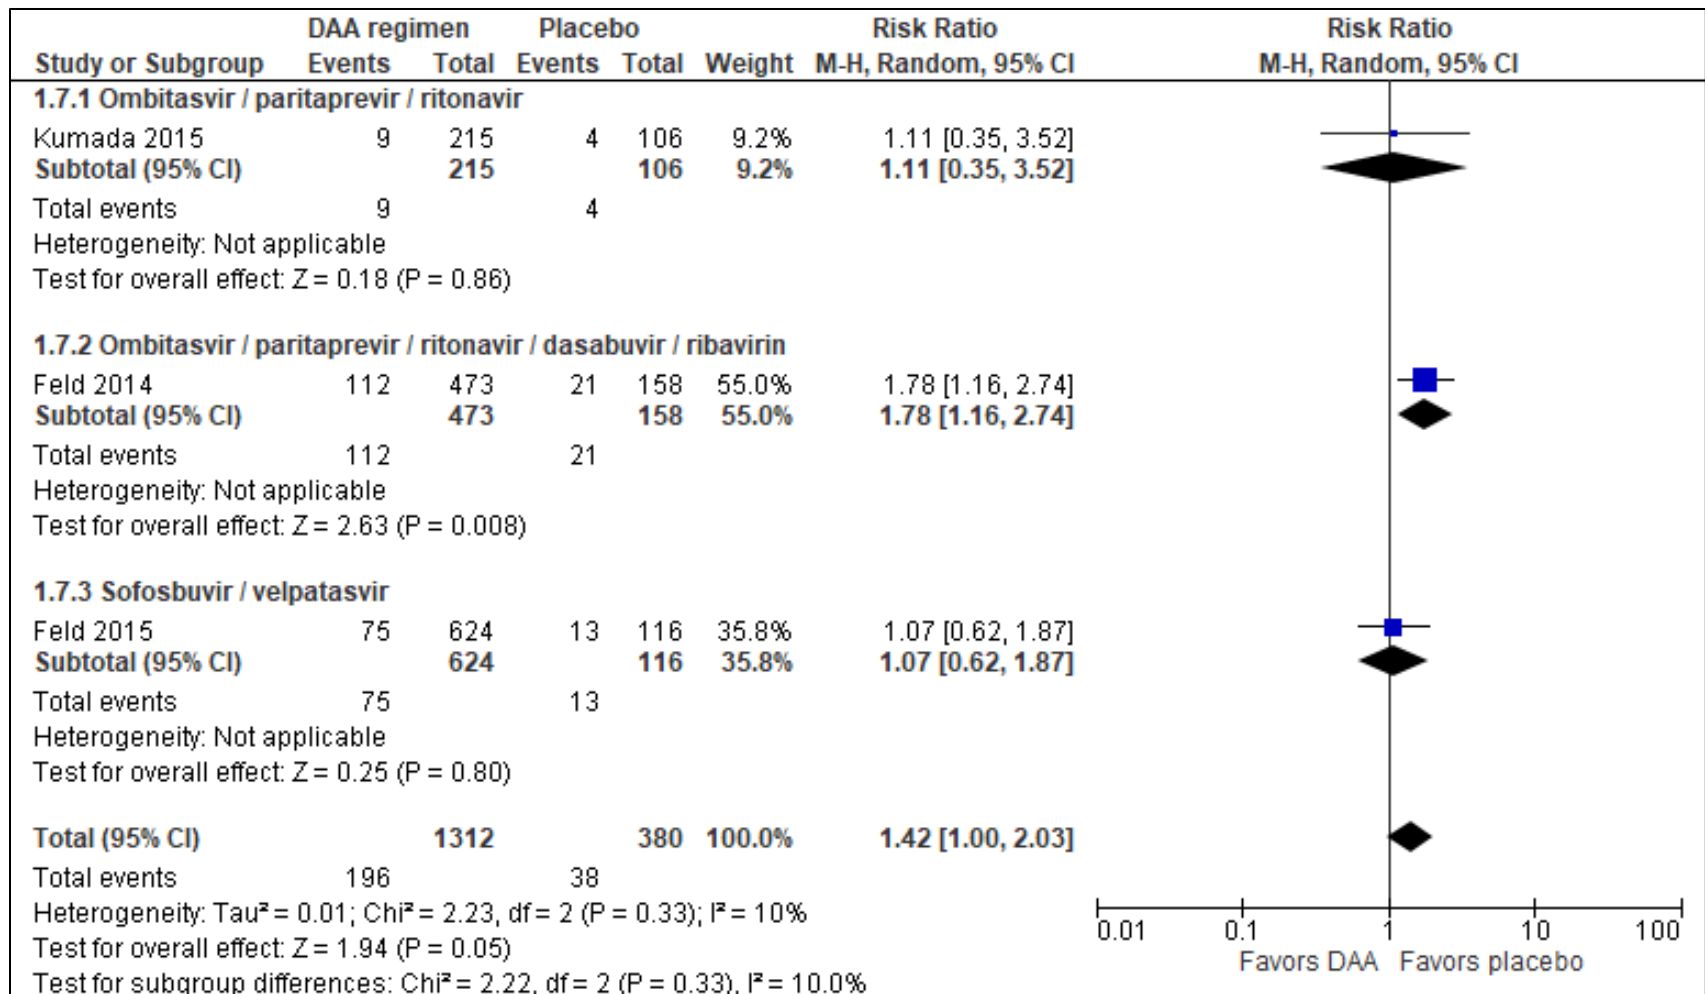 DAA regimen Placebo Risk Ratio Risk Ratio
Study or Subgroup Events Total Events Total Weight M-H, Random, 95% CI M-H, Random, 95% CI
1.7.1 Ombitasvir / paritaprevir / ritonavir
Kumada 2015 9 215 4 106 9.2% 1.11 [0.35, 3.52]
Subtotal (95% CI) 215 106 9.2% 1.11 [0.35, 3.52]
Total events 9 4
Heterogeneity: Not applicable
Test for overall effect: Z = 0.18 (P = 0.86)
1.7.2 Ombitasvir / paritaprevir / ritonavir / dasabuvir / ribavirin
Feld 2014 112 473 21 158 55.0% 1.78 [1.16, 2.74]
Subtotal (95% CI) 473 158 55.0% 1.78 [1.16, 2.74]
Total events 112 21
Heterogeneity: Not applicable
Test for overall effect: Z = 2.63 (P = 0.008)
1.7.3 Sofosbuvir / velpatasvir
Feld 2015 75 624 13 116 35.8% 1.07 [0.62, 1.87]
Subtotal (95% CI) 624 116 35.8% 1.07 [0.62, 1.87]
Total events 75 13
Heterogeneity: Not applicable
Test for overall effect: Z = 0.25 (P = 0.80)
Total (95% CI) 1312 380 100.0% 1.42 [1.00, 2.03]
Total events 196 38
Heterogeneity: Tau² = 0.01; Chi² = 2.23, df = 2 (P = 0.33); I² = 10%
Test for overall effect: Z = 1.94 (P = 0.05)
Test for subgroup differences: Chi² = 2.22, df = 2 (P = 0.33), I² = 10.0%
0.01 0.1 1 10 100
Favors DAA Favors placebo